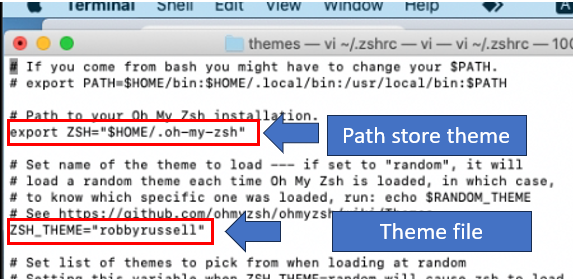 Terminal Shell Edit View Window Help A
themes — vi ~/.zshrc — vi — vi ~/.zshrc — 100
# If you come from bash you might have to change your $PATH.
# export PATH=$HOME/bin:$HOME/.local/bin:/usr/local/bin:$PATH
# Path to your Oh My Zsh installation.
export ZSH="$HOME/.oh-my-zsh"
Path store theme
# Set name of the theme to load --- if set to "random", it will
# load a random theme each time Oh My Zsh is loaded, in which case,
# to know which specific one was loaded, run: echo $RANDOM_THEME
# See https://github.com/ohmyzsh/ohmyzsh/wiki/Themes
ZSH_THEME="robbyrussell"
Theme file
# Set list of themes to pick from when loading at random
# Setting this variable when ZSH_THEME=random will cause zsh to load